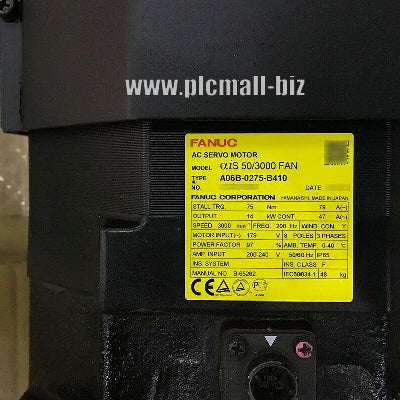 www.plcmall-biz
FANUC
AC SERVO MOTOR
MODEL αiS 50/3000 FAN
TYPE A06B-0275-B410
NO.
FANUC CORPORATION YAMANASHI, MADE IN JAPAN
STALL TRQ. 75 Nm 79 A(~)
OUTPUT 14 kW CONT. 47 A(~)
SPEED 3000 min⁻¹ FREQ. 200 Hz WIND. CON. Y
MOTOR INPUT(~) 179 V 8 POLES 3 PHASES
POWER FACTOR 97 % AMB. TEMP. 0-40 °C
AMP. INPUT 200-240 V 50/60 Hz IP65
INS. SYSTEM INS. CLASS F
MANUAL NO. B-65262 IEC60034-1 46 kg
CE